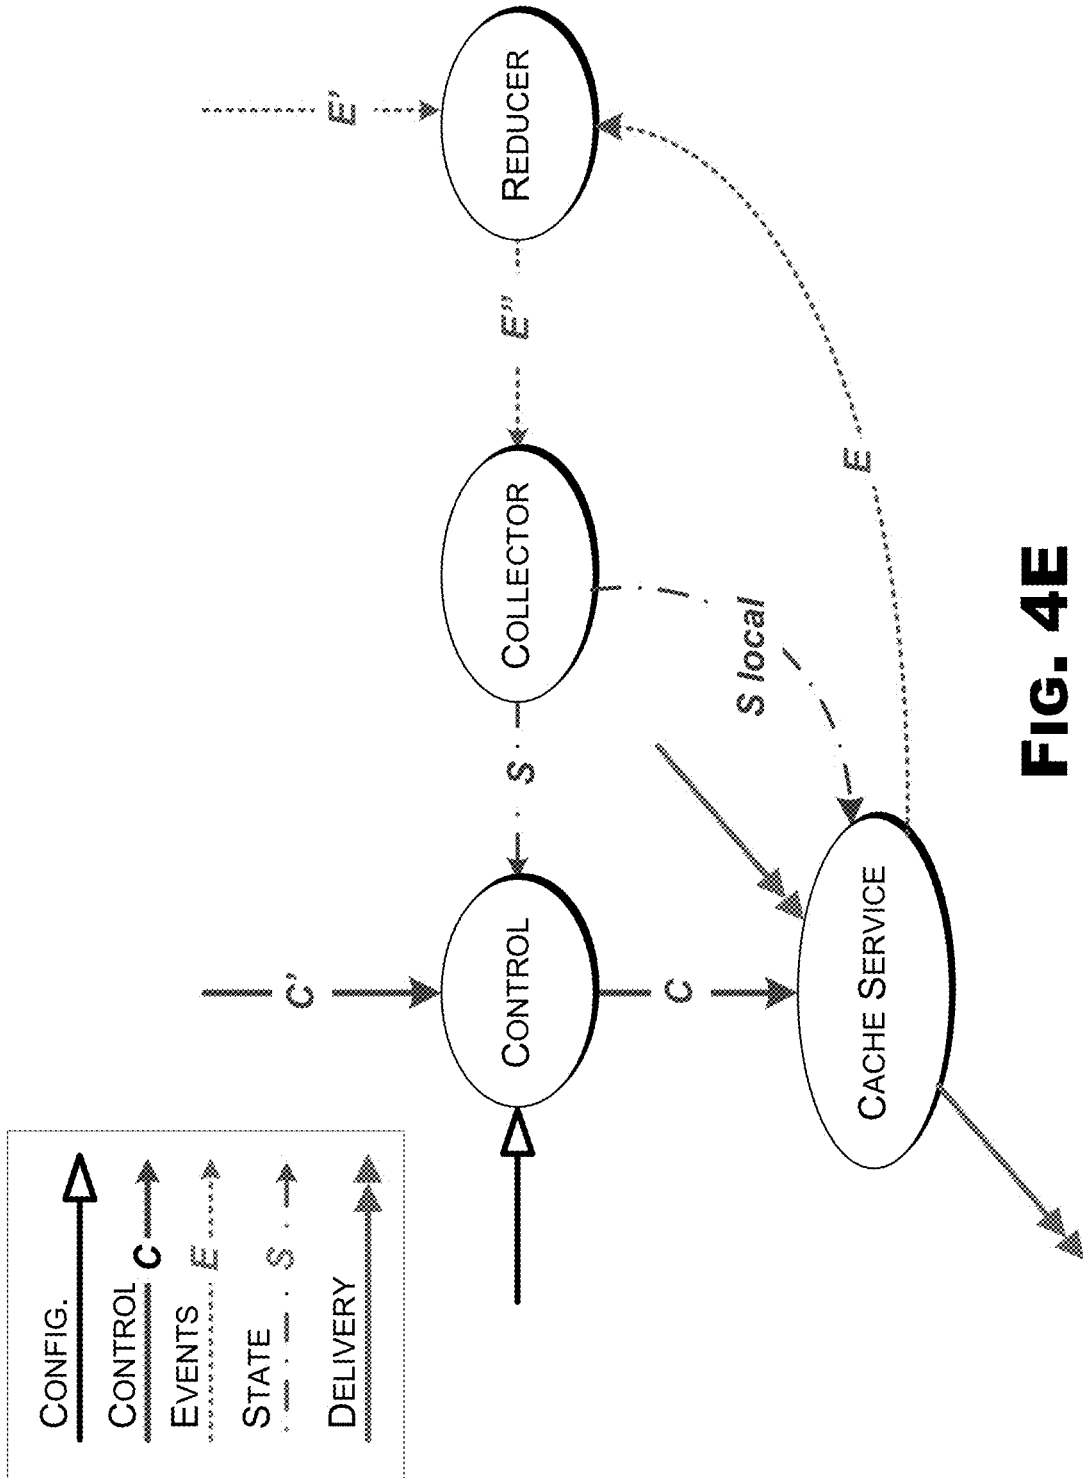 CONFIG.
CONTROL C
EVENTS E
STATE S
DELIVERY
C'
CONTROL
C
CACHE SERVICE
S
S local
COLLECTOR
E"
E
E'
REDUCER
FIG. 4E